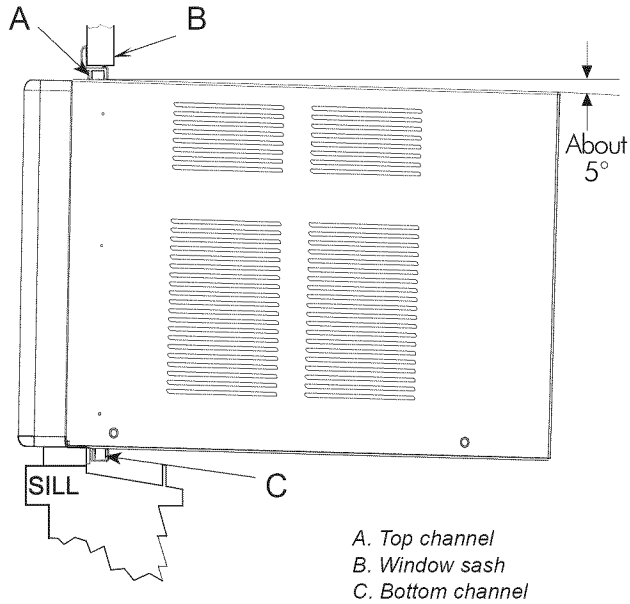 A
B
About
5°
SILL
C
A. Top channel
B. Window sash
C. Bottom channel